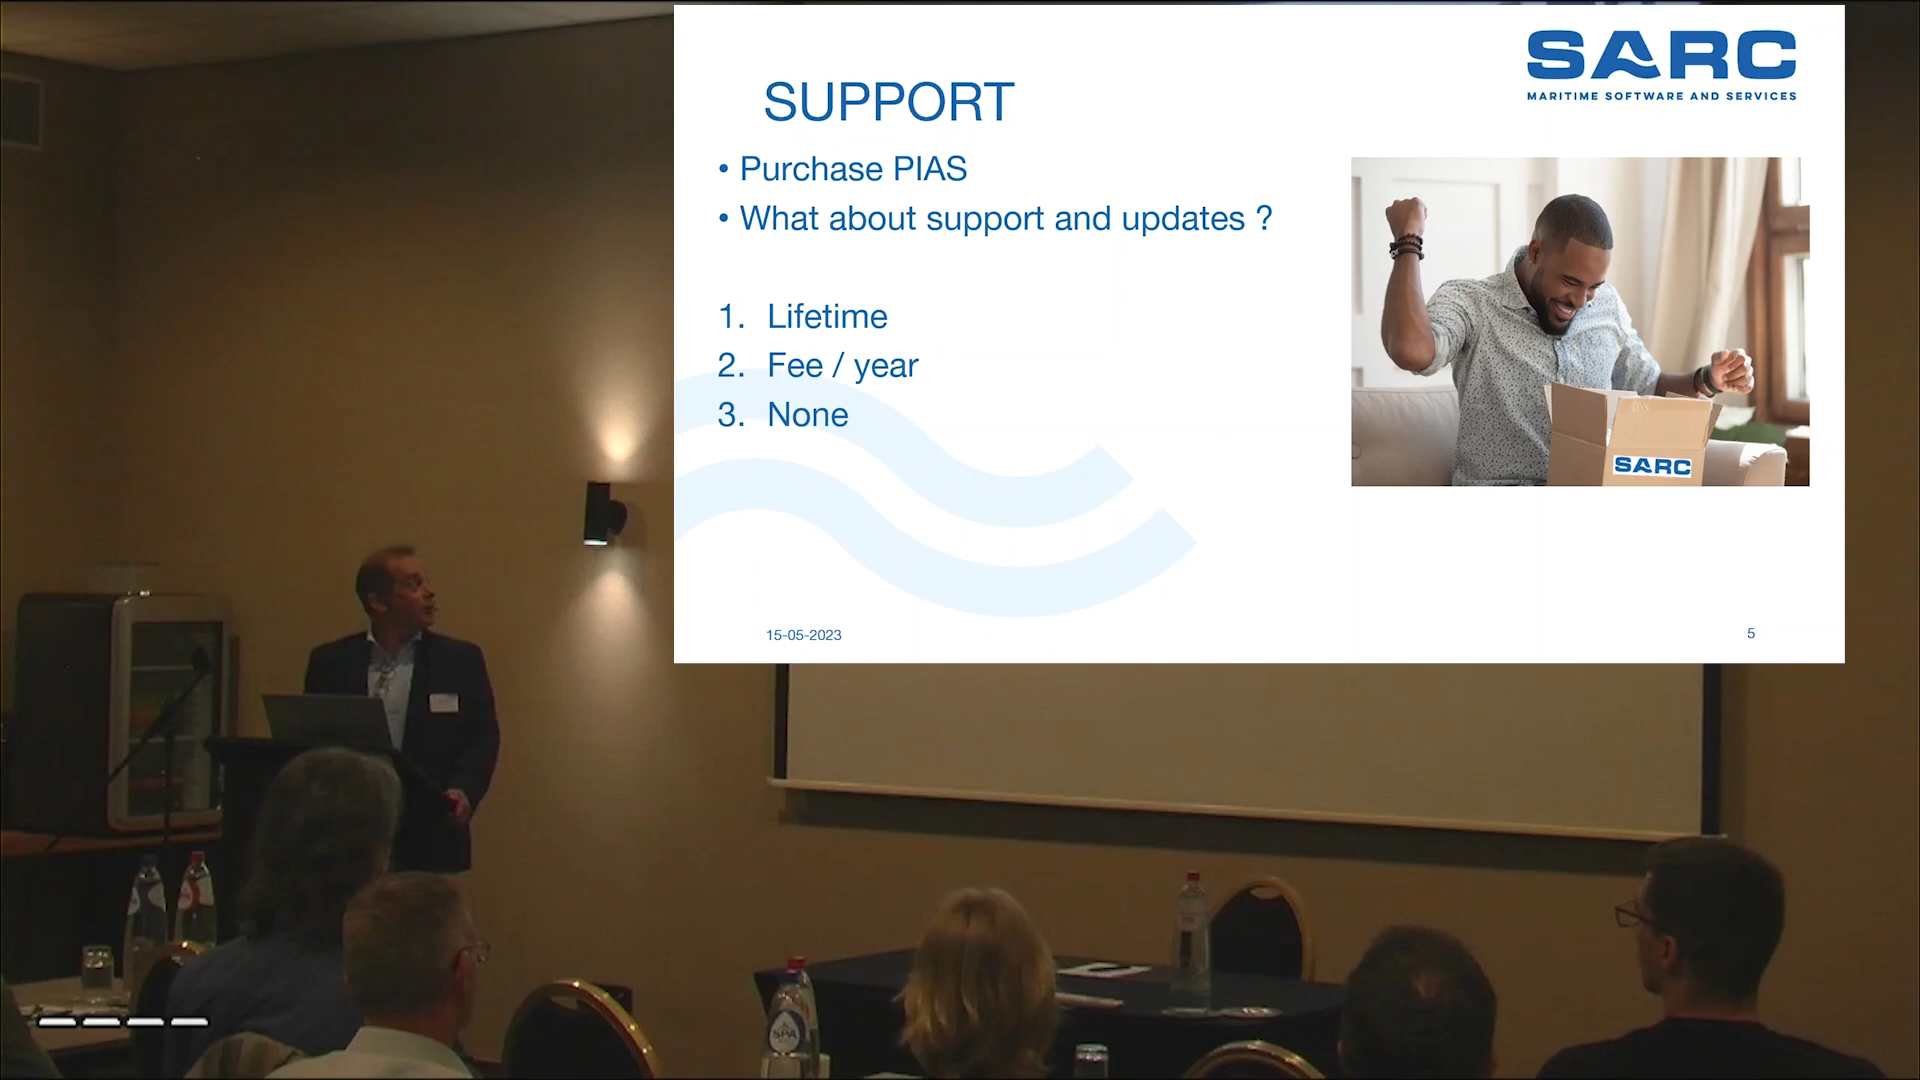 SARC
MARITIME SOFTWARE AND SERVICES
SUPPORT
• Purchase PIAS
• What about support and updates ?
1. Lifetime
2. Fee / year
3. None
SARC
15-05-2023
5
SPA